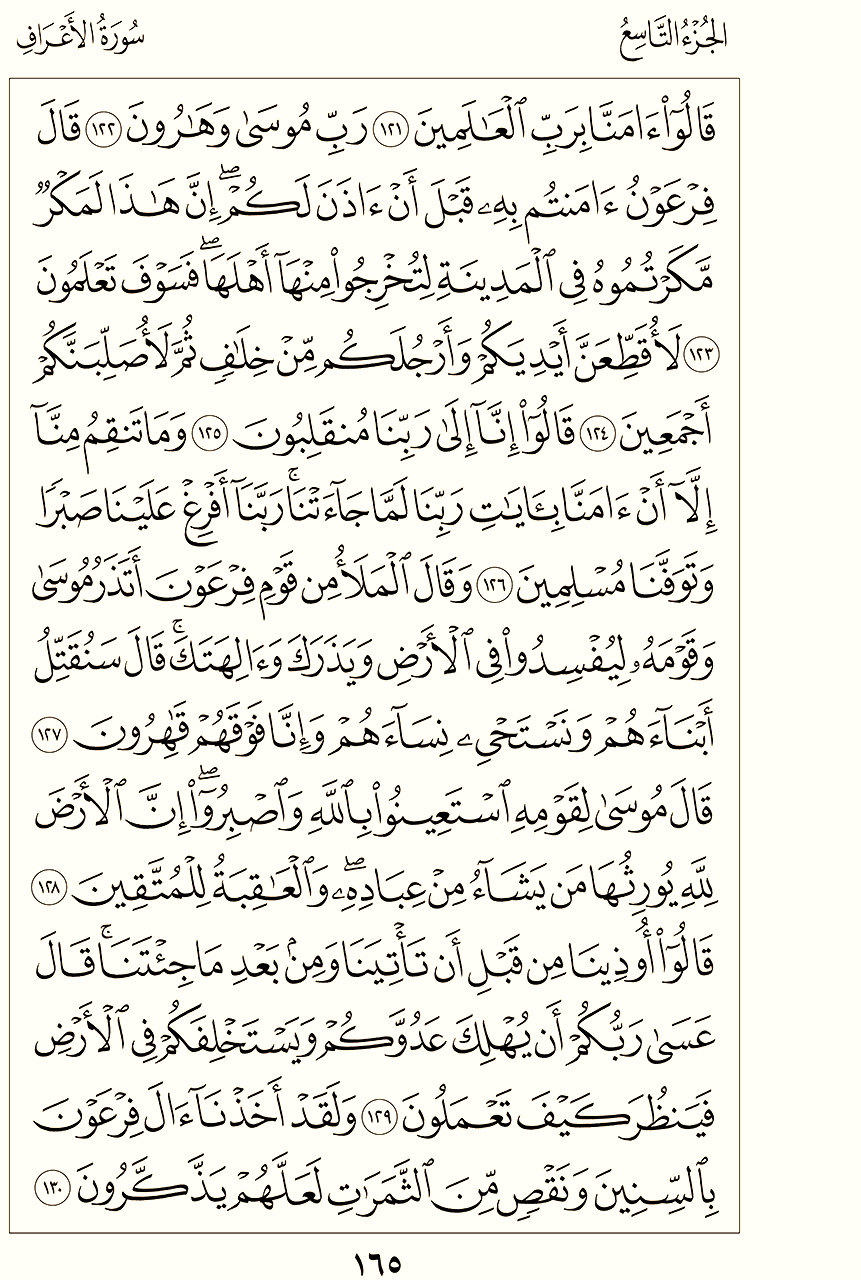 الجُزْءُ التَّاسِعُ سُورَةُ الأَعْرَافِ
قَالُوٓا۟ ءَامَنَّا بِرَبِّ ٱلْعَـٰلَمِينَ ١٢١ رَبِّ مُوسَىٰ وَهَـٰرُونَ ١٢٢ قَالَ
فِرْعَوْنُ ءَامَنتُم بِهِۦ قَبْلَ أَنْ ءَاذَنَ لَكُمْ ۖ إِنَّ هَـٰذَا لَمَكْرٌ
مَّكَرْتُمُوهُ فِى ٱلْمَدِينَةِ لِتُخْرِجُوا۟ مِنْهَآ أَهْلَهَا ۖ فَسَوْفَ تَعْلَمُونَ
١٢٣ لَأُقَطِّعَنَّ أَيْدِيَكُمْ وَأَرْجُلَكُم مِّنْ خِلَـٰفٍ ثُمَّ لَأُصَلِّبَنَّكُمْ
أَجْمَعِينَ ١٢٤ قَالُوٓا۟ إِنَّآ إِلَىٰ رَبِّنَا مُنقَلِبُونَ ١٢٥ وَمَا تَنقِمُ مِنَّآ
إِلَّآ أَنْ ءَامَنَّا بِـَٔايَـٰتِ رَبِّنَا لَمَّا جَآءَتْنَا ۚ رَبَّنَآ أَفْرِغْ عَلَيْنَا صَبْرًا
وَتَوَفَّنَا مُسْلِمِينَ ١٢٦ وَقَالَ ٱلْمَلَأُ مِن قَوْمِ فِرْعَوْنَ أَتَذَرُ مُوسَىٰ
وَقَوْمَهُۥ لِيُفْسِدُوا۟ فِى ٱلْأَرْضِ وَيَذَرَكَ وَءَالِهَتَكَ ۚ قَالَ سَنُقَتِّلُ
أَبْنَآءَهُمْ وَنَسْتَحْىِۦ نِسَآءَهُمْ وَإِنَّا فَوْقَهُمْ قَـٰهِرُونَ ١٢٧
قَالَ مُوسَىٰ لِقَوْمِهِ ٱسْتَعِينُوا۟ بِٱللَّهِ وَٱصْبِرُوٓا۟ ۖ إِنَّ ٱلْأَرْضَ
لِلَّهِ يُورِثُهَا مَن يَشَآءُ مِنْ عِبَادِهِۦ ۖ وَٱلْعَـٰقِبَةُ لِلْمُتَّقِينَ ١٢٨
قَالُوٓا۟ أُوذِينَا مِن قَبْلِ أَن تَأْتِيَنَا وَمِنۢ بَعْدِ مَا جِئْتَنَا ۚ قَالَ
عَسَىٰ رَبُّكُمْ أَن يُهْلِكَ عَدُوَّكُمْ وَيَسْتَخْلِفَكُمْ فِى ٱلْأَرْضِ
فَيَنظُرَ كَيْفَ تَعْمَلُونَ ١٢٩ وَلَقَدْ أَخَذْنَآ ءَالَ فِرْعَوْنَ
بِٱلسِّنِينَ وَنَقْصٍ مِّنَ ٱلثَّمَرَٰتِ لَعَلَّهُمْ يَذَّكَّرُونَ ١٣٠
١٦٥